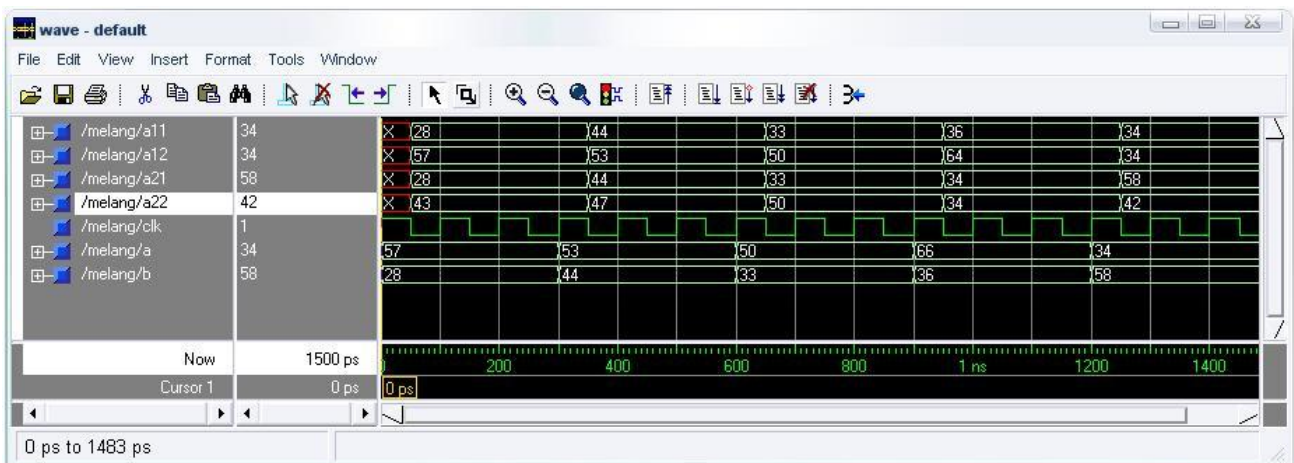 wave - default
File Edit View Insert Format Tools Window
/melang/a11 34 X 28 44 33 36 34
/melang/a12 34 X 57 53 50 64 34
/melang/a21 58 X 28 44 33 34 58
/melang/a22 42 X 43 47 50 34 42
/melang/clk 1
/melang/a 34 57 53 50 66 34
/melang/b 58 28 44 33 36 58
Now 1500 ps 200 400 600 800 1 ns 1200 1400
Cursor 1 0 ps 0 ps
0 ps to 1483 ps